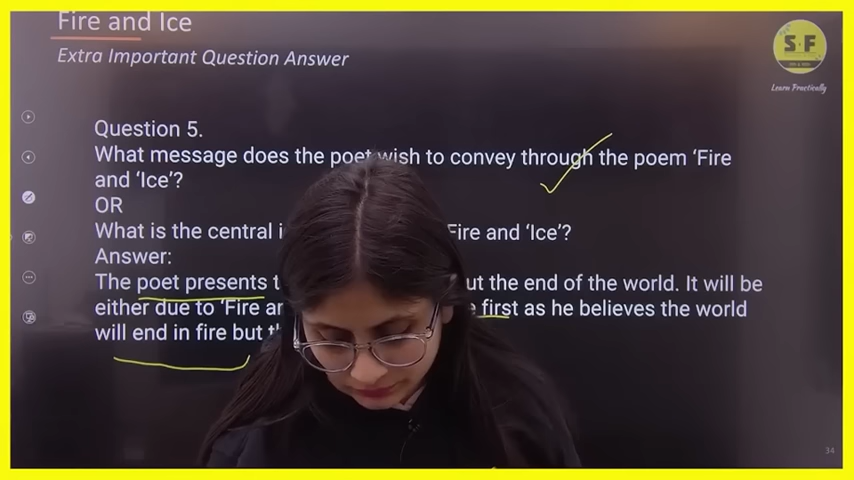 Fire and Ice
Extra Important Question Answer
S F
Learn Practically
Question 5.
What message does the poet wish to convey through the poem ‘Fire
and ‘Ice’?
OR
What is the central Fire and ‘Ice’?
Answer:
The poet presents the end of the world. It will be
either due to ‘Fire first as he believes the world
will end in fire but
34